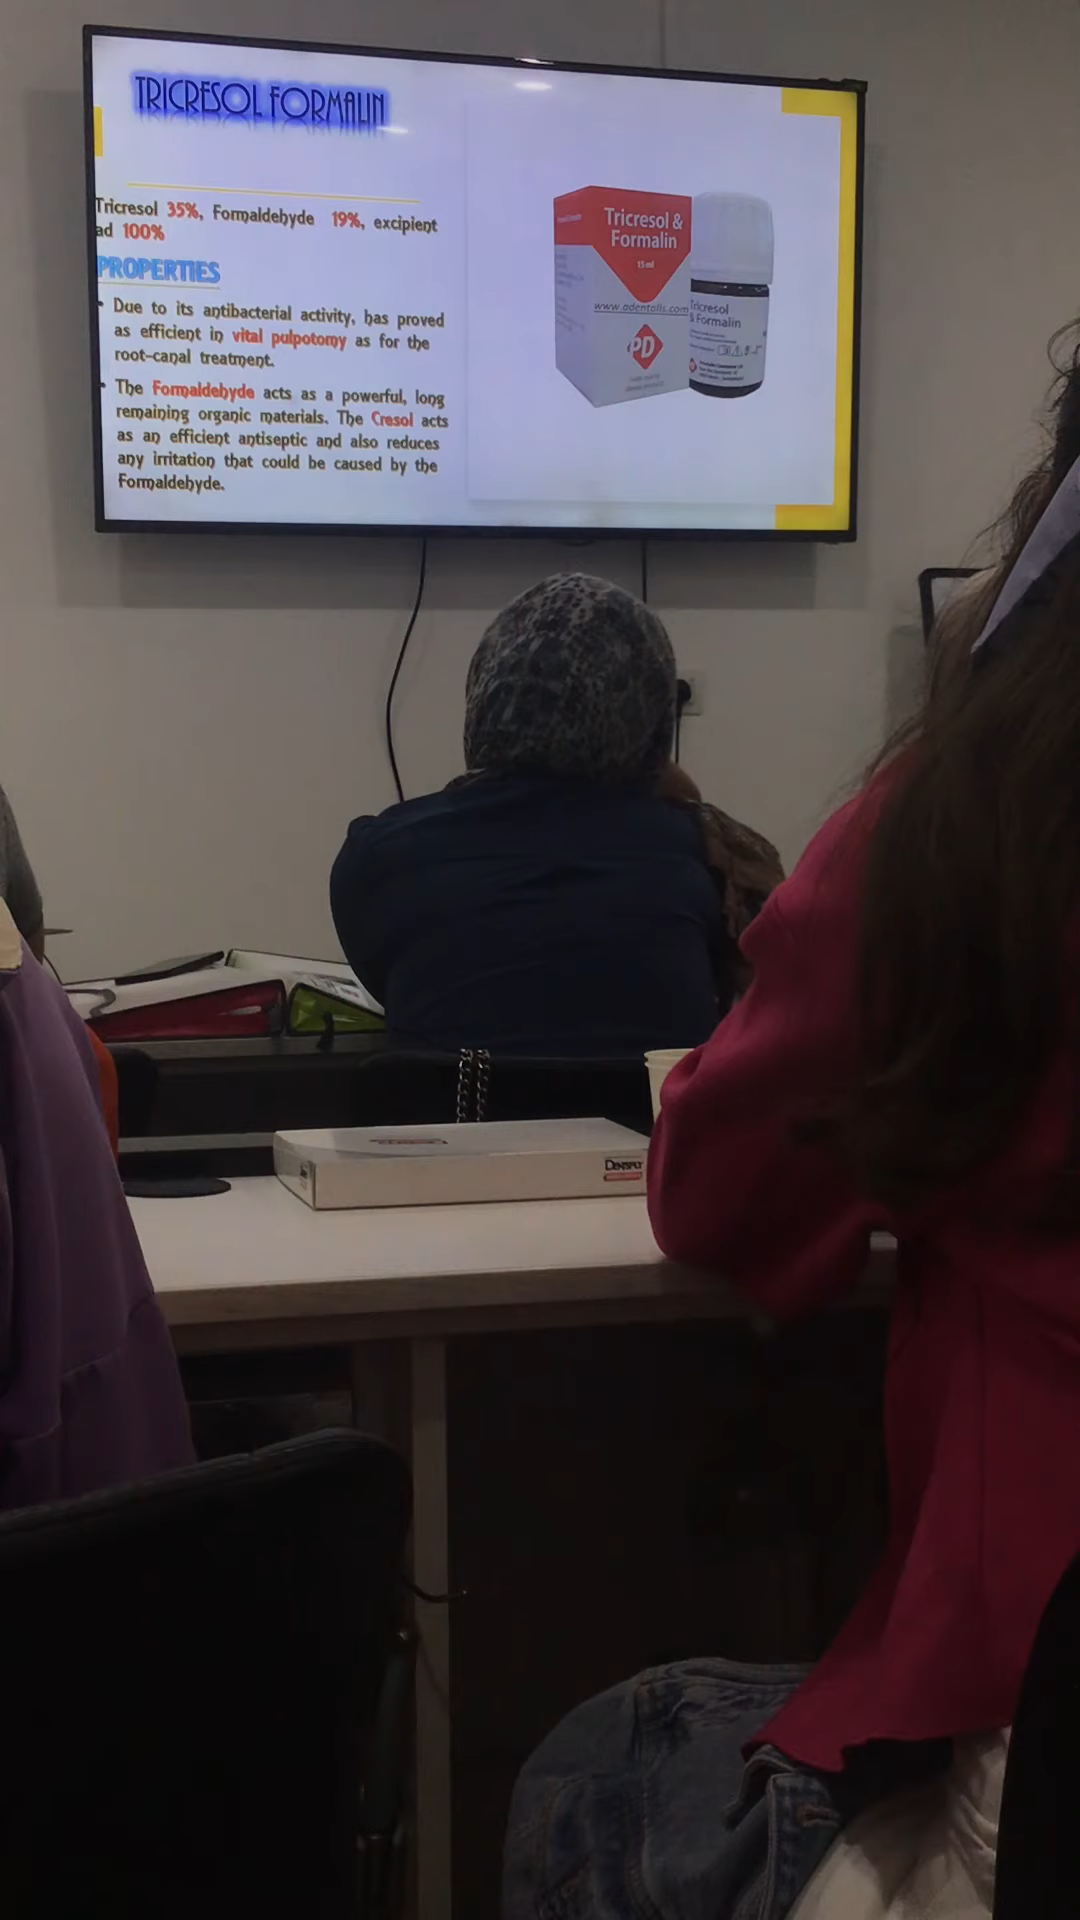 TRICRESOL FORMALIN
Tricresol 35%, Formaldehyde 19%, excipient
ad 100%
PROPERTIES
• Due to its antibacterial activity, has proved
as efficient in vital pulpotomy as for the
root-canal treatment.
• The Formaldehyde acts as a powerful, long
remaining organic materials. The Cresol acts
as an efficient antiseptic and also reduces
any irritation that could be caused by the
Formaldehyde.
Tricresol &
Formalin
15 ml
www.odentalis.com
PD
Tricresol
& Formalin
DENTSPLY